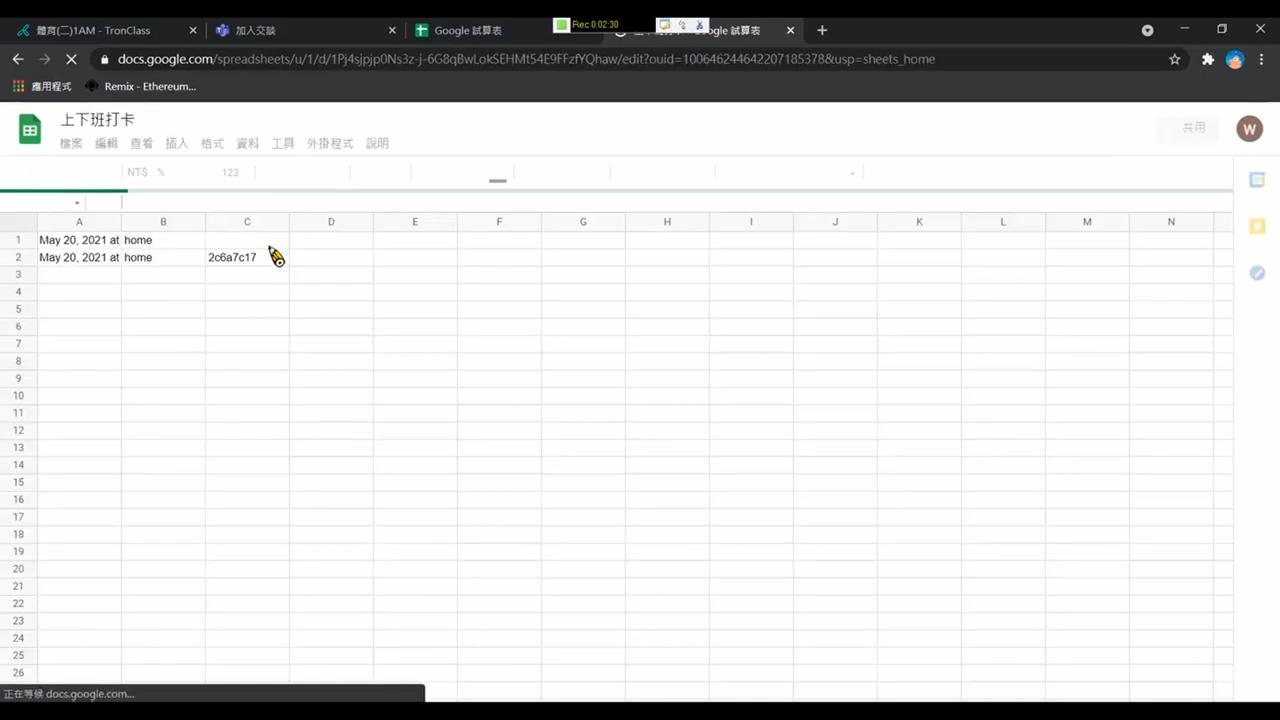 體育(二)1AM - TronClass
加入交談
Google 試算表
Rec 0:02:30
Google 試算表
docs.google.com/spreadsheets/u/1/d/1Pj4sjpjp0Ns3z-j-6G8qBwLokSEHMt54E9FFzfYQhaw/edit?ouid=100646244642207185378&usp=sheets_home
應用程式
Remix - Ethereum...
上下班打卡
檔案 編輯 查看 插入 格式 資料 工具 外掛程式 說明
共用
W
NT$ % 123
A B C D E F G H I J K L M N
1 May 20, 2021 at home
2 May 20, 2021 at home 2c6a7c17
3
4
5
6
7
8
9
10
11
12
13
14
15
16
17
18
19
20
21
22
23
24
25
26
正在等候 docs.google.com...